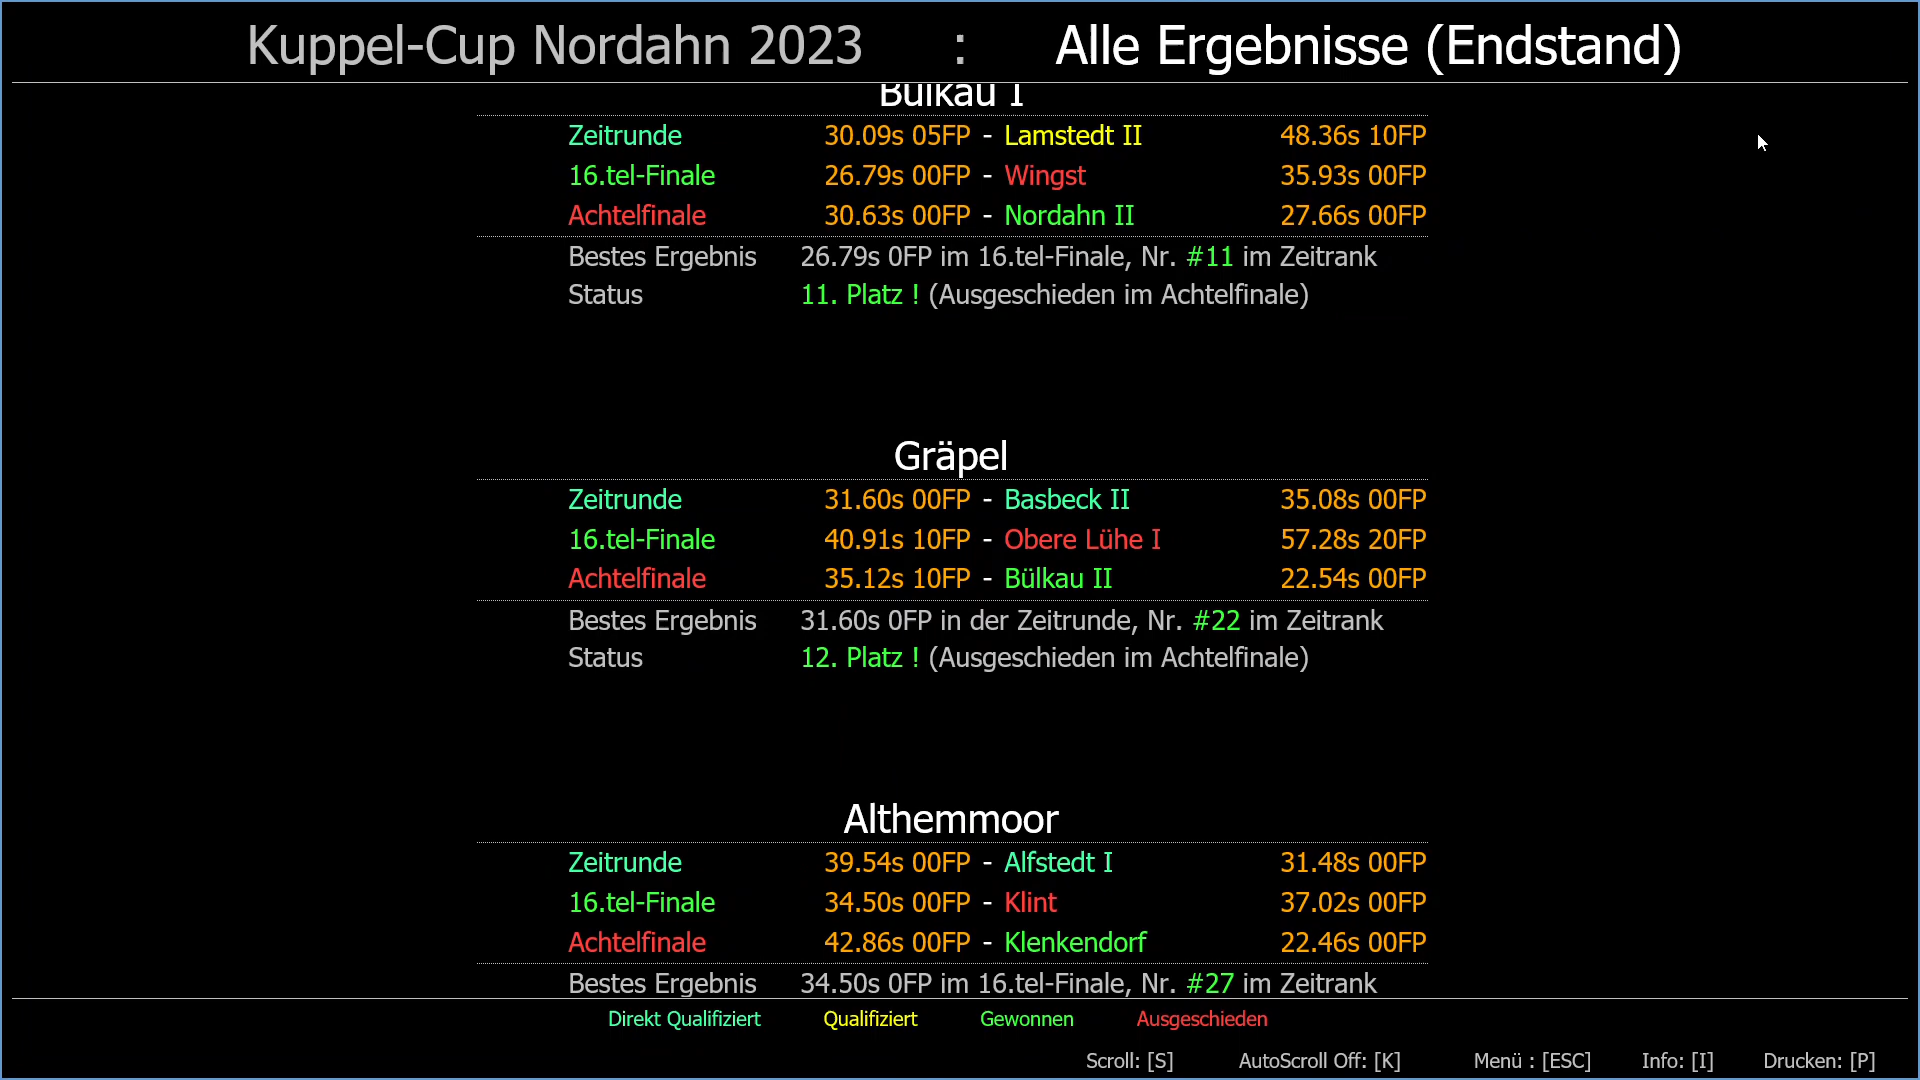 Kuppel-Cup Nordahn 2023 : Alle Ergebnisse (Endstand)
Bülkau I
Zeitrunde 30.09s 05FP - Lamstedt II 48.36s 10FP
16.tel-Finale 26.79s 00FP - Wingst 35.93s 00FP
Achtelfinale 30.63s 00FP - Nordahn II 27.66s 00FP
Bestes Ergebnis 26.79s 0FP im 16.tel-Finale, Nr. #11 im Zeitrank
Status 11. Platz ! (Ausgeschieden im Achtelfinale)
Gräpel
Zeitrunde 31.60s 00FP - Basbeck II 35.08s 00FP
16.tel-Finale 40.91s 10FP - Obere Lühe I 57.28s 20FP
Achtelfinale 35.12s 10FP - Bülkau II 22.54s 00FP
Bestes Ergebnis 31.60s 0FP in der Zeitrunde, Nr. #22 im Zeitrank
Status 12. Platz ! (Ausgeschieden im Achtelfinale)
Althemmoor
Zeitrunde 39.54s 00FP - Alfstedt I 31.48s 00FP
16.tel-Finale 34.50s 00FP - Klint 37.02s 00FP
Achtelfinale 42.86s 00FP - Klenkendorf 22.46s 00FP
Bestes Ergebnis 34.50s 0FP im 16.tel-Finale, Nr. #27 im Zeitrank
Direkt Qualifiziert Qualifiziert Gewonnen Ausgeschieden
Scroll: [S] AutoScroll Off: [K] Menü : [ESC] Info: [I] Drucken: [P]